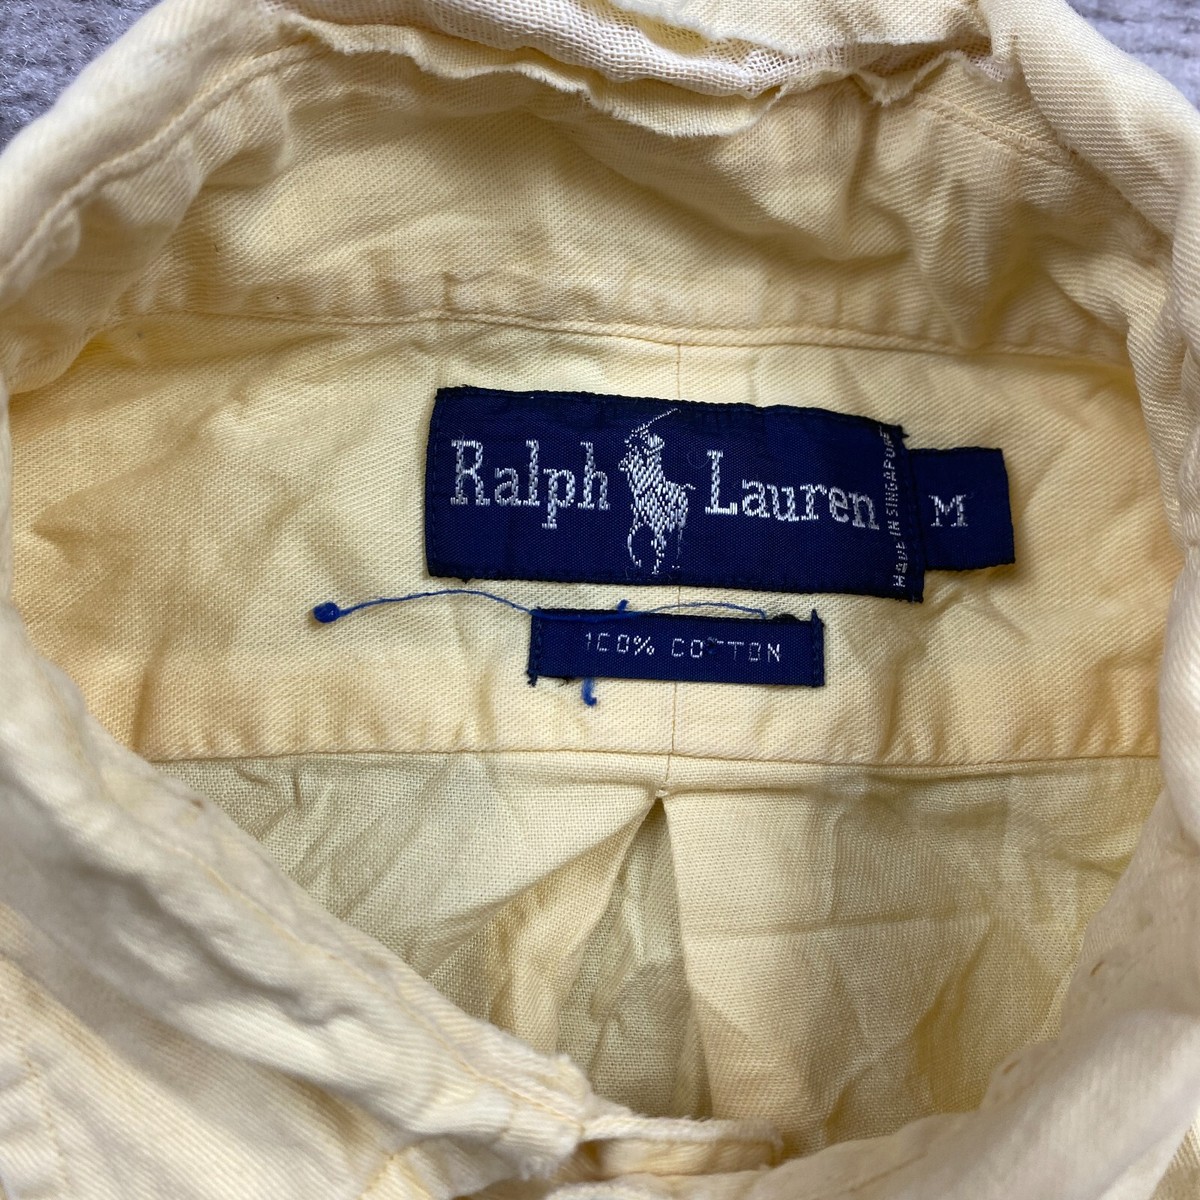 Ralph Lauren
MADE IN SINGAPORE
M
100% COTTON